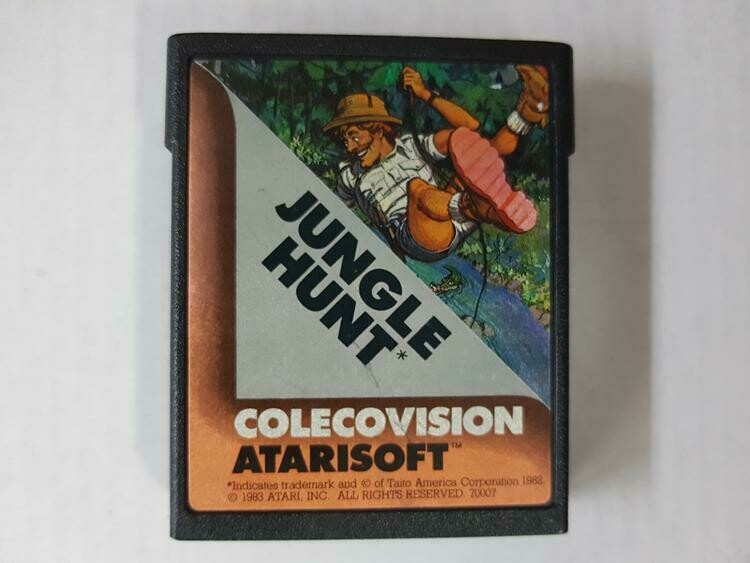 JUNGLE
HUNT*
COLECOVISION
ATARISOFT™
*Indicates trademark and © of Taito America Corporation 1982
© 1983 ATARI, INC. ALL RIGHTS RESERVED. 70007